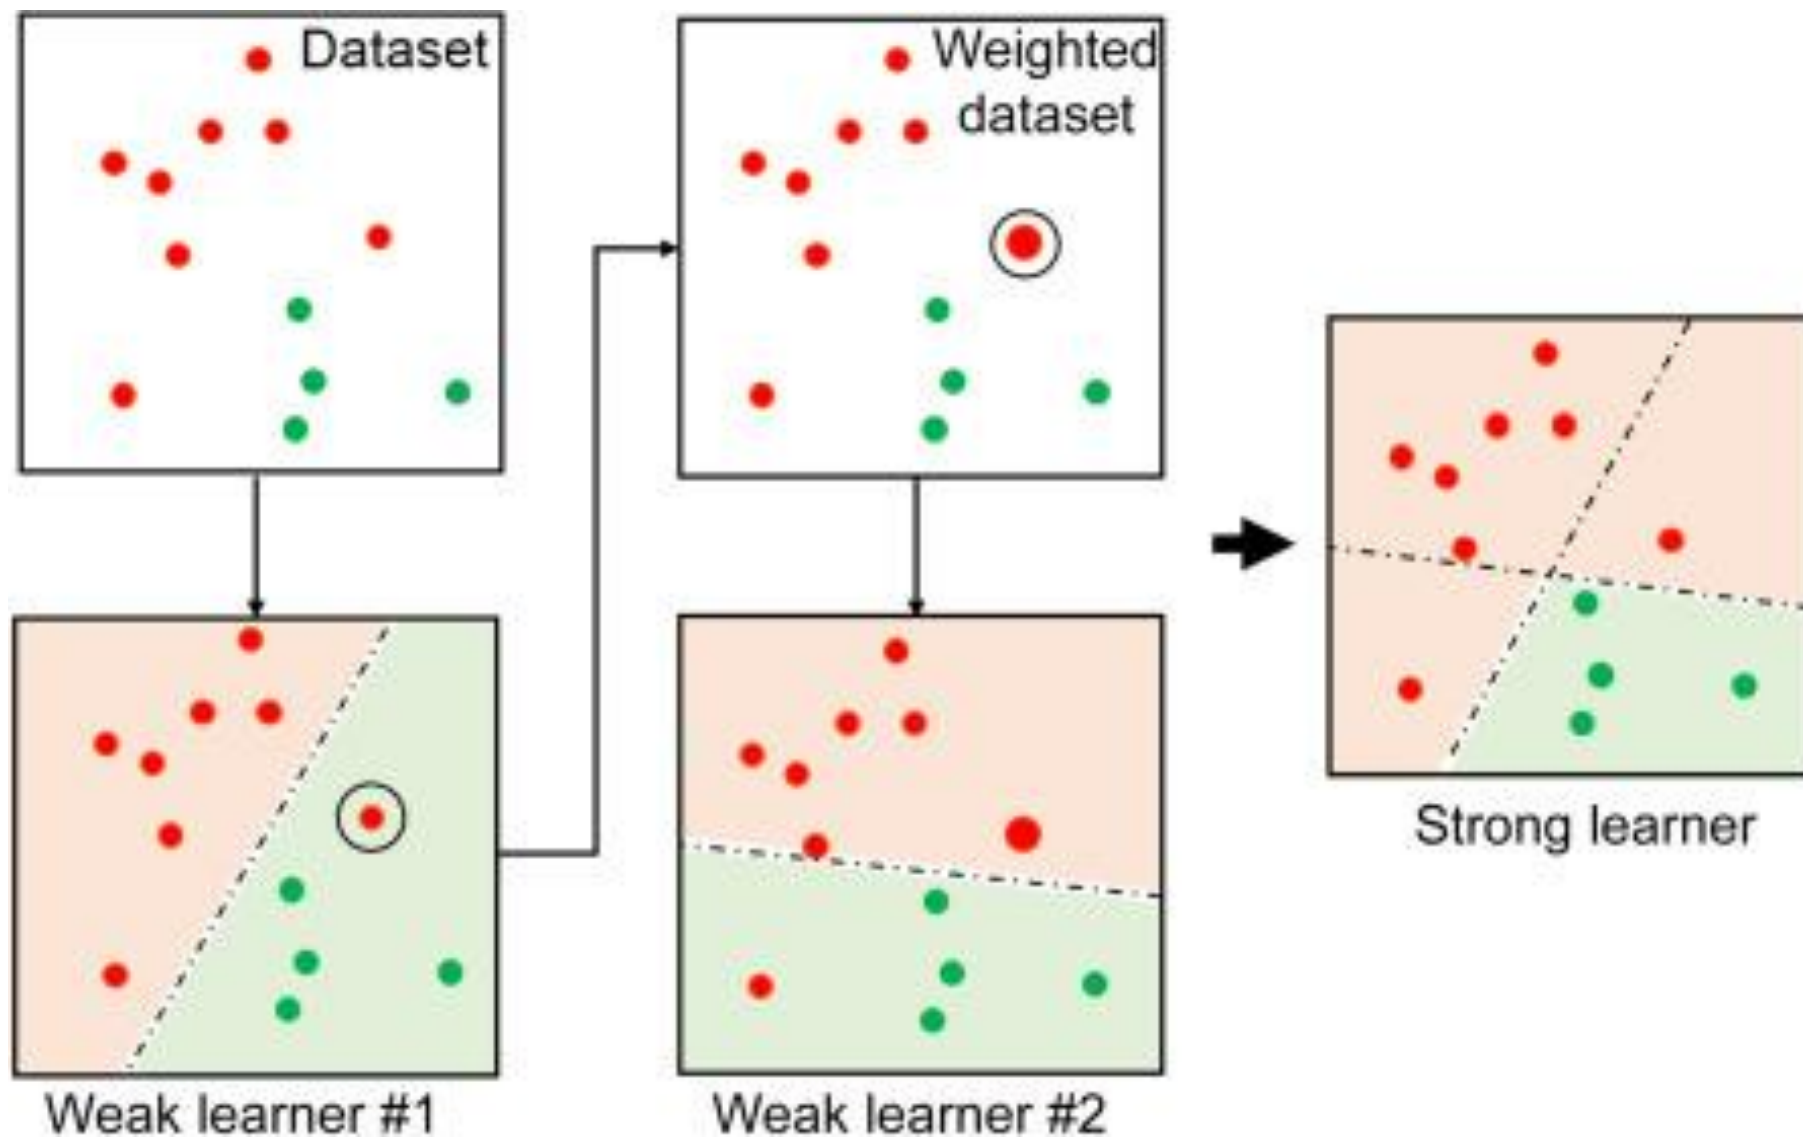 Dataset
Weighted
dataset
Strong learner
Weak learner #1
Weak learner #2